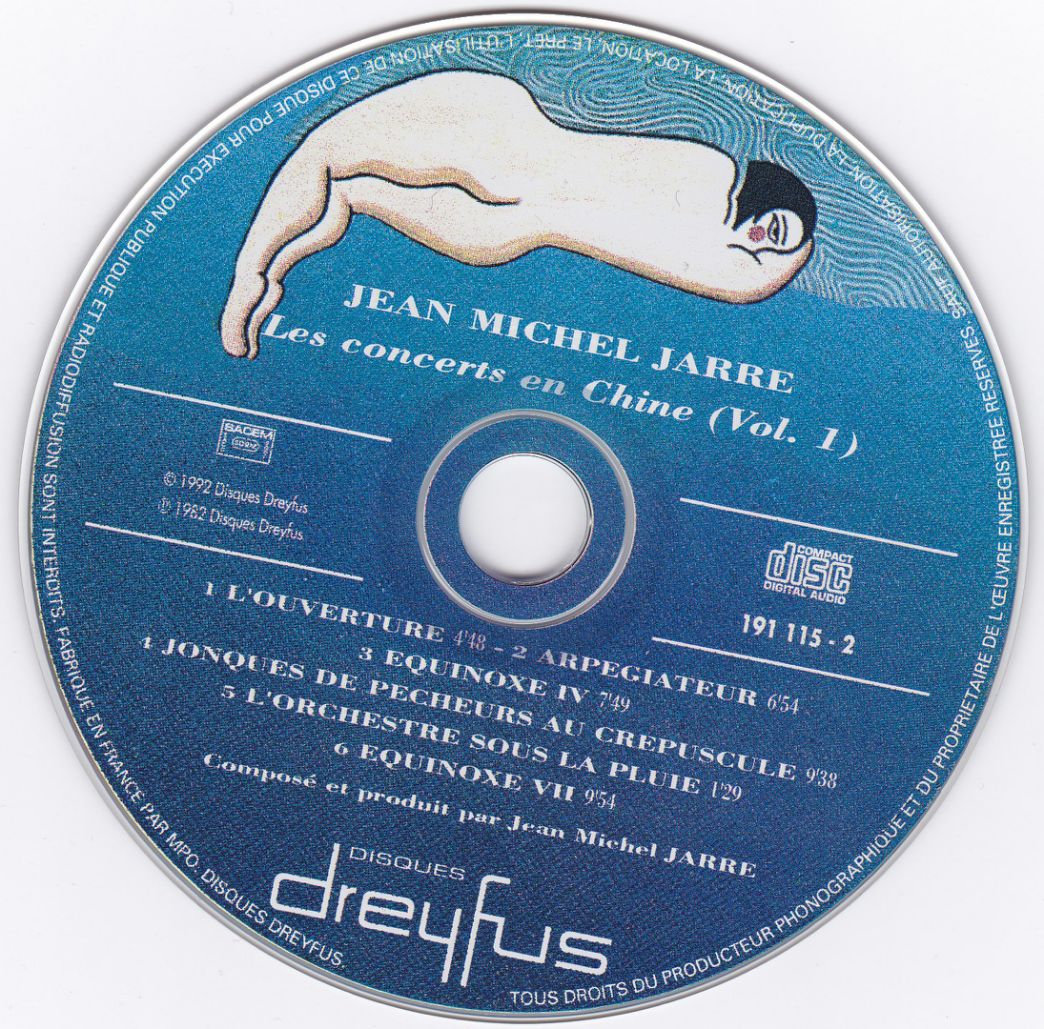 JEAN MICHEL JARRE
Les concerts en Chine (Vol. 1)
SACEM
© 1992 Disques Dreyfus
℗ 1982 Disques Dreyfus
COMPACT
disc
DIGITAL AUDIO
191 115 - 2
1 L'OUVERTURE 4'48 - 2 ARPEGIATEUR 6'54
3 EQUINOXE IV 7'49
4 JONQUES DE PECHEURS AU CREPUSCULE 9'38
5 L'ORCHESTRE SOUS LA PLUIE 1'29
6 EQUINOXE VII 9'54
Composé et produit par Jean Michel JARRE
DISQUES
dreyfus
TOUS DROITS DU PRODUCTEUR PHONOGRAPHIQUE ET DU PROPRIETAIRE DE L'ŒUVRE ENREGISTREE RESERVES. SAUF AUTORISATION, LA DUPLICATION, LA LOCATION, LE PRET, L'UTILISATION DE CE DISQUE POUR EXECUTION PUBLIQUE ET RADIODIFFUSION SONT INTERDITS. FABRIQUE EN FRANCE PAR MPO. DISQUES DREYFUS.